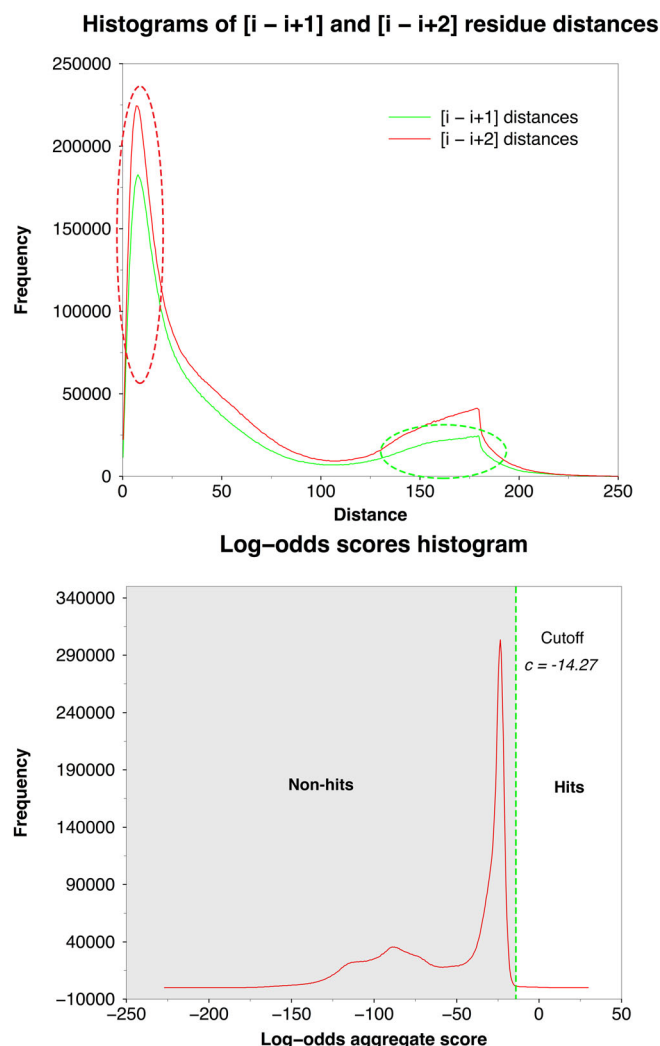 Histograms of [i – i+1] and [i – i+2] residue distances
250000
200000
150000
100000
50000
0
Frequency
[i – i+1] distances
[i – i+2] distances
0 50 100 150 200 250
Distance
Log–odds scores histogram
340000
290000
240000
190000
140000
90000
40000
−10000
Frequency
Cutoff
c = -14.27
Non-hits
Hits
−250 −200 −150 −100 −50 0 50
Log−odds aggregate score